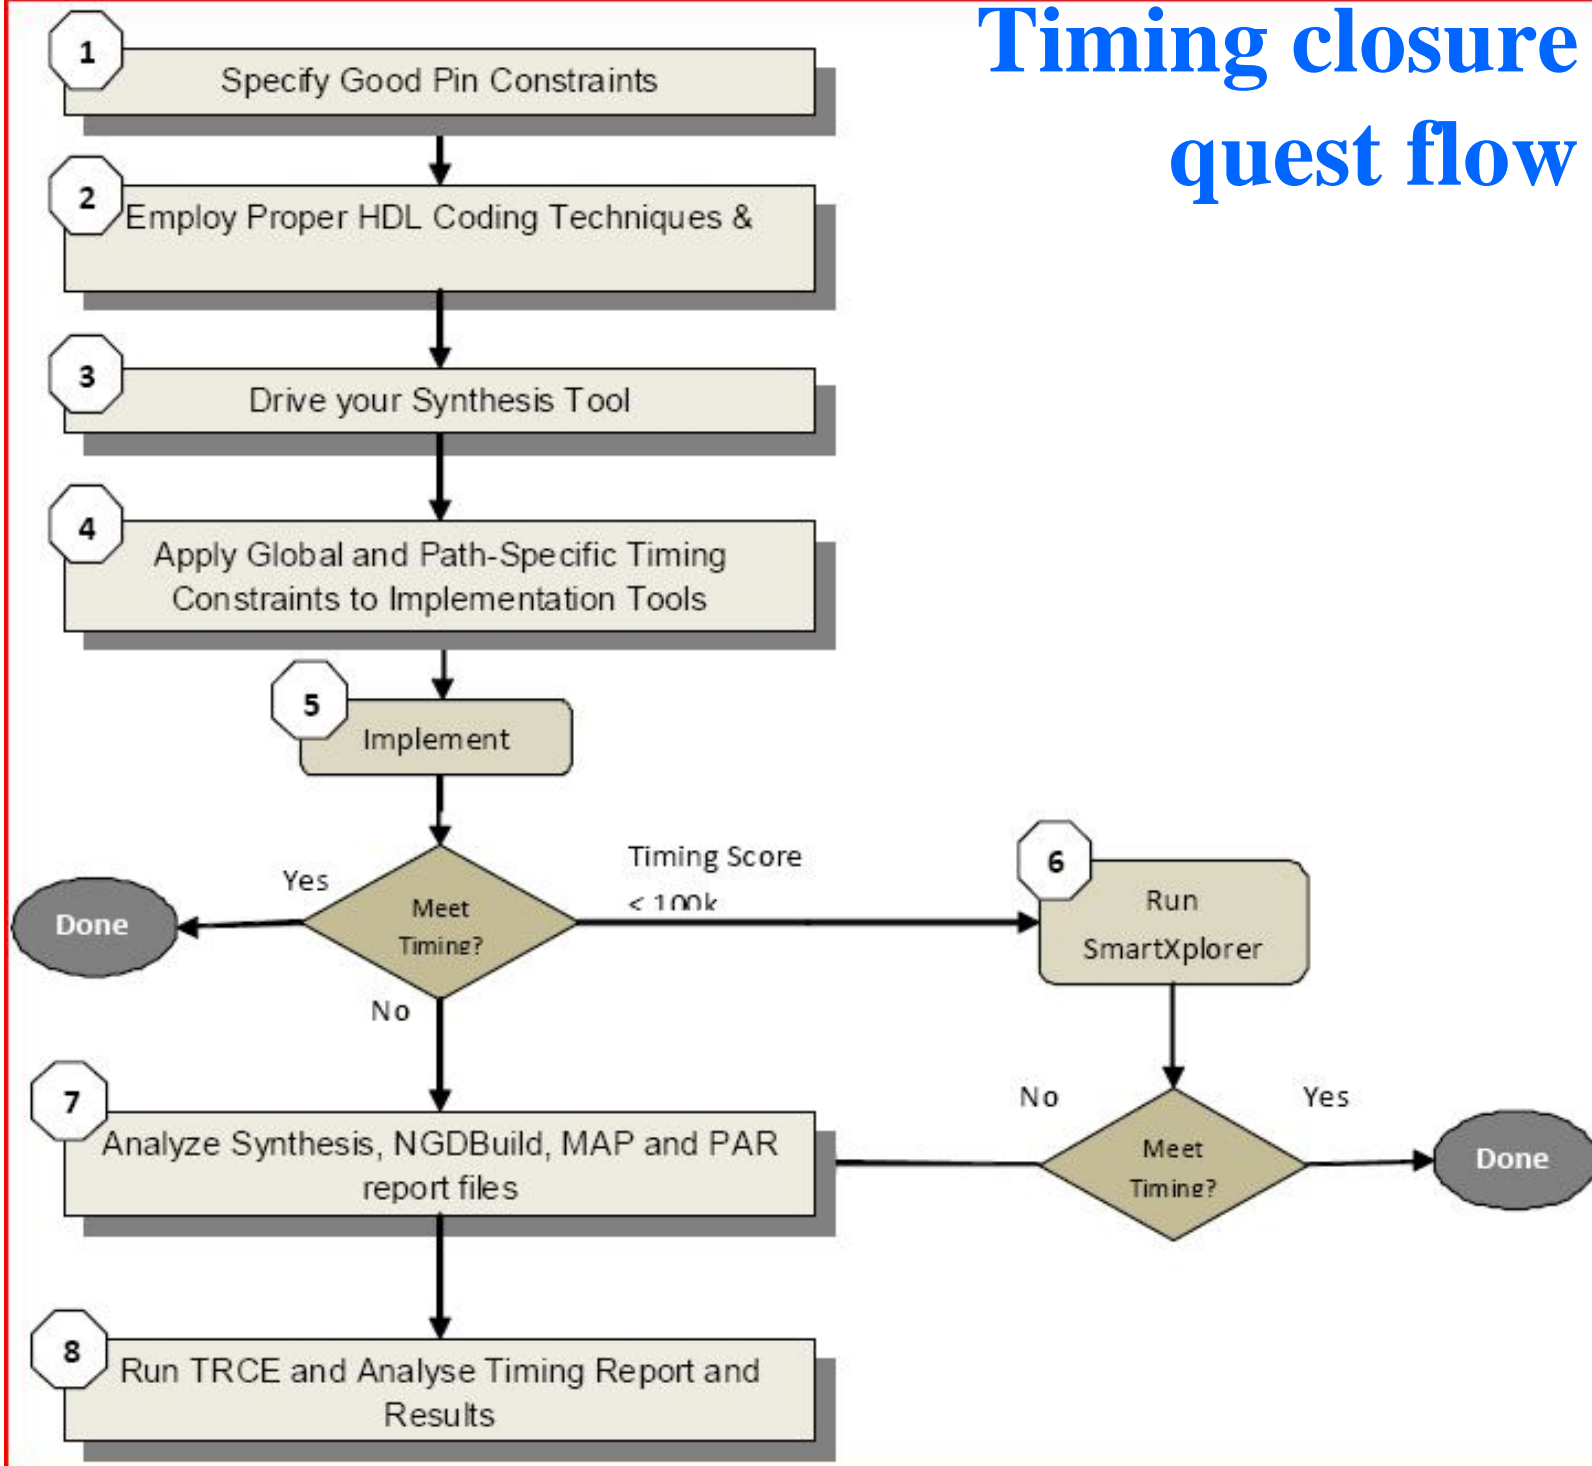 Timing closure
quest flow
1
Specify Good Pin Constraints
2
Employ Proper HDL Coding Techniques &
3
Drive your Synthesis Tool
4
Apply Global and Path-Specific Timing
Constraints to Implementation Tools
5
Implement
Yes
Done
Meet
Timing?
Timing Score
< 100k
6
Run
SmartXplorer
No
7
Analyze Synthesis, NGDBuild, MAP and PAR
report files
No
Meet
Timing?
Yes
Done
8
Run TRCE and Analyse Timing Report and
Results